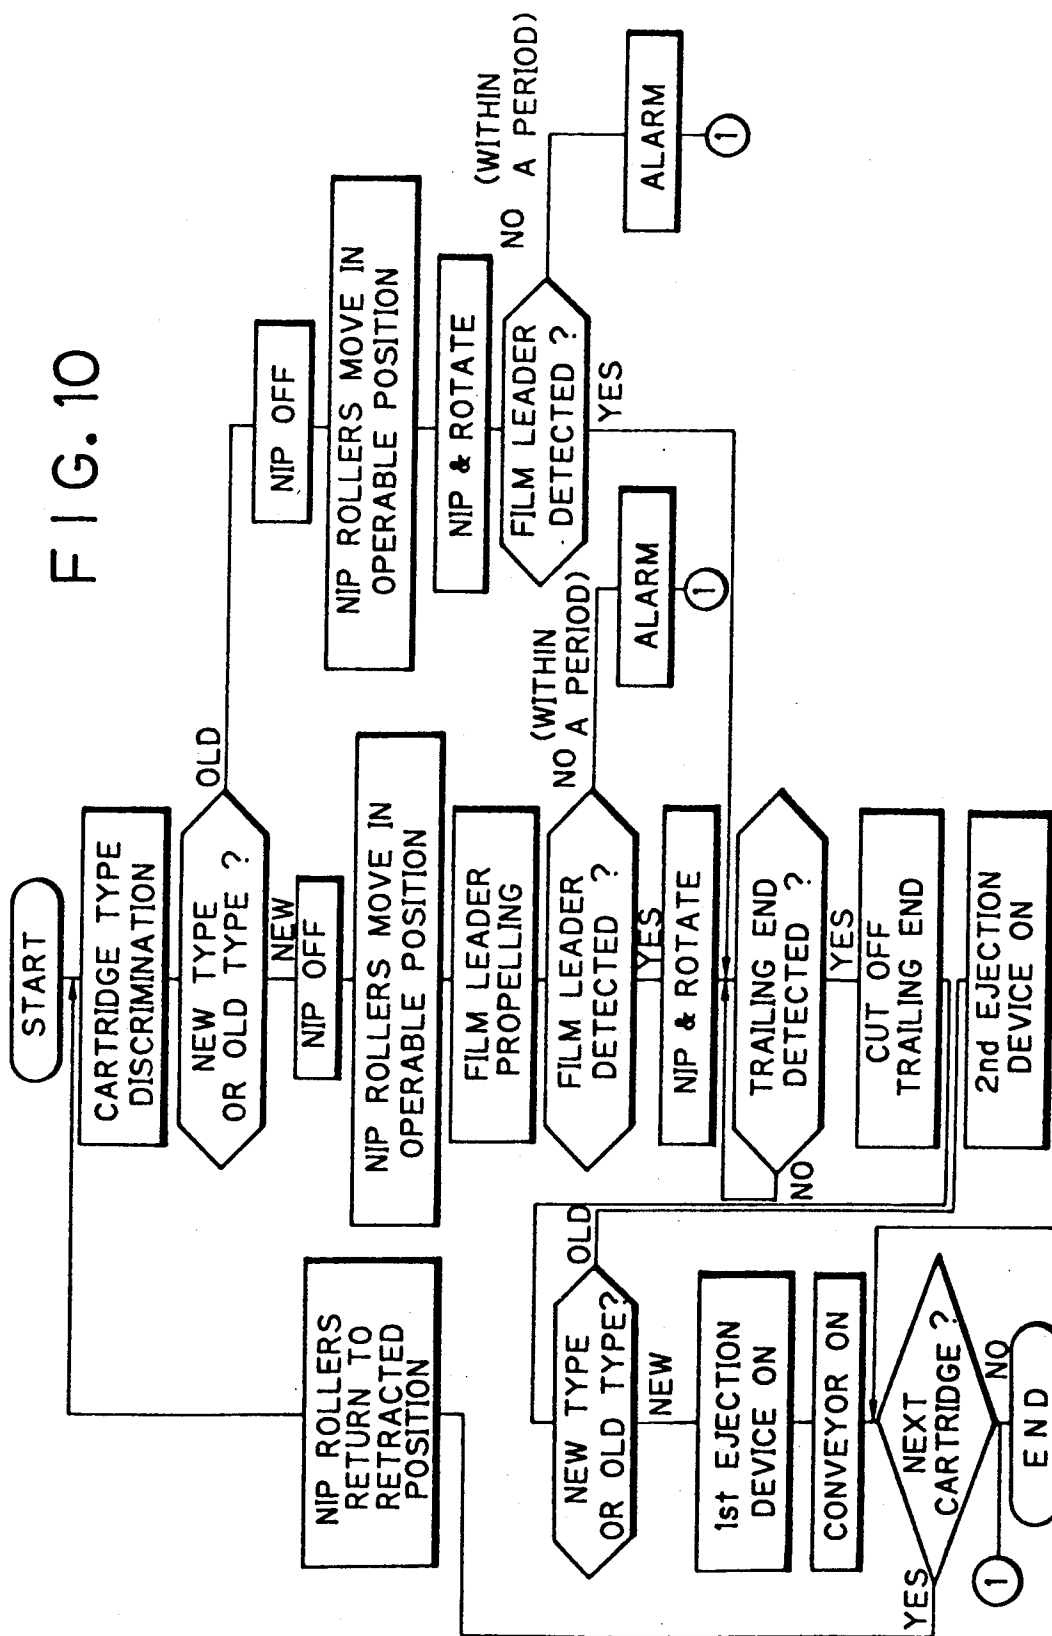 FIG. 10
START
CARTRIDGE TYPE
DISCRIMINATION
NEW TYPE
OR OLD TYPE ?
OLD
NEW
NIP OFF
NIP ROLLERS MOVE IN
OPERABLE POSITION
FILM LEADER
PROPELLING
FILM LEADER
DETECTED ?
NO
(WITHIN
A PERIOD)
ALARM
1
YES
NIP & ROTATE
TRAILING END
DETECTED ?
NO
YES
CUT OFF
TRAILING END
2nd EJECTION
DEVICE ON
NIP OFF
NIP ROLLERS MOVE IN
OPERABLE POSITION
NIP & ROTATE
FILM LEADER
DETECTED ?
NO
(WITHIN
A PERIOD)
ALARM
1
YES
NIP ROLLERS
RETURN TO
RETRACTED
POSITION
NEW TYPE
OR OLD TYPE?
OLD
NEW
1st EJECTION
DEVICE ON
CONVEYOR ON
NEXT
CARTRIDGE ?
YES
NO
1
END